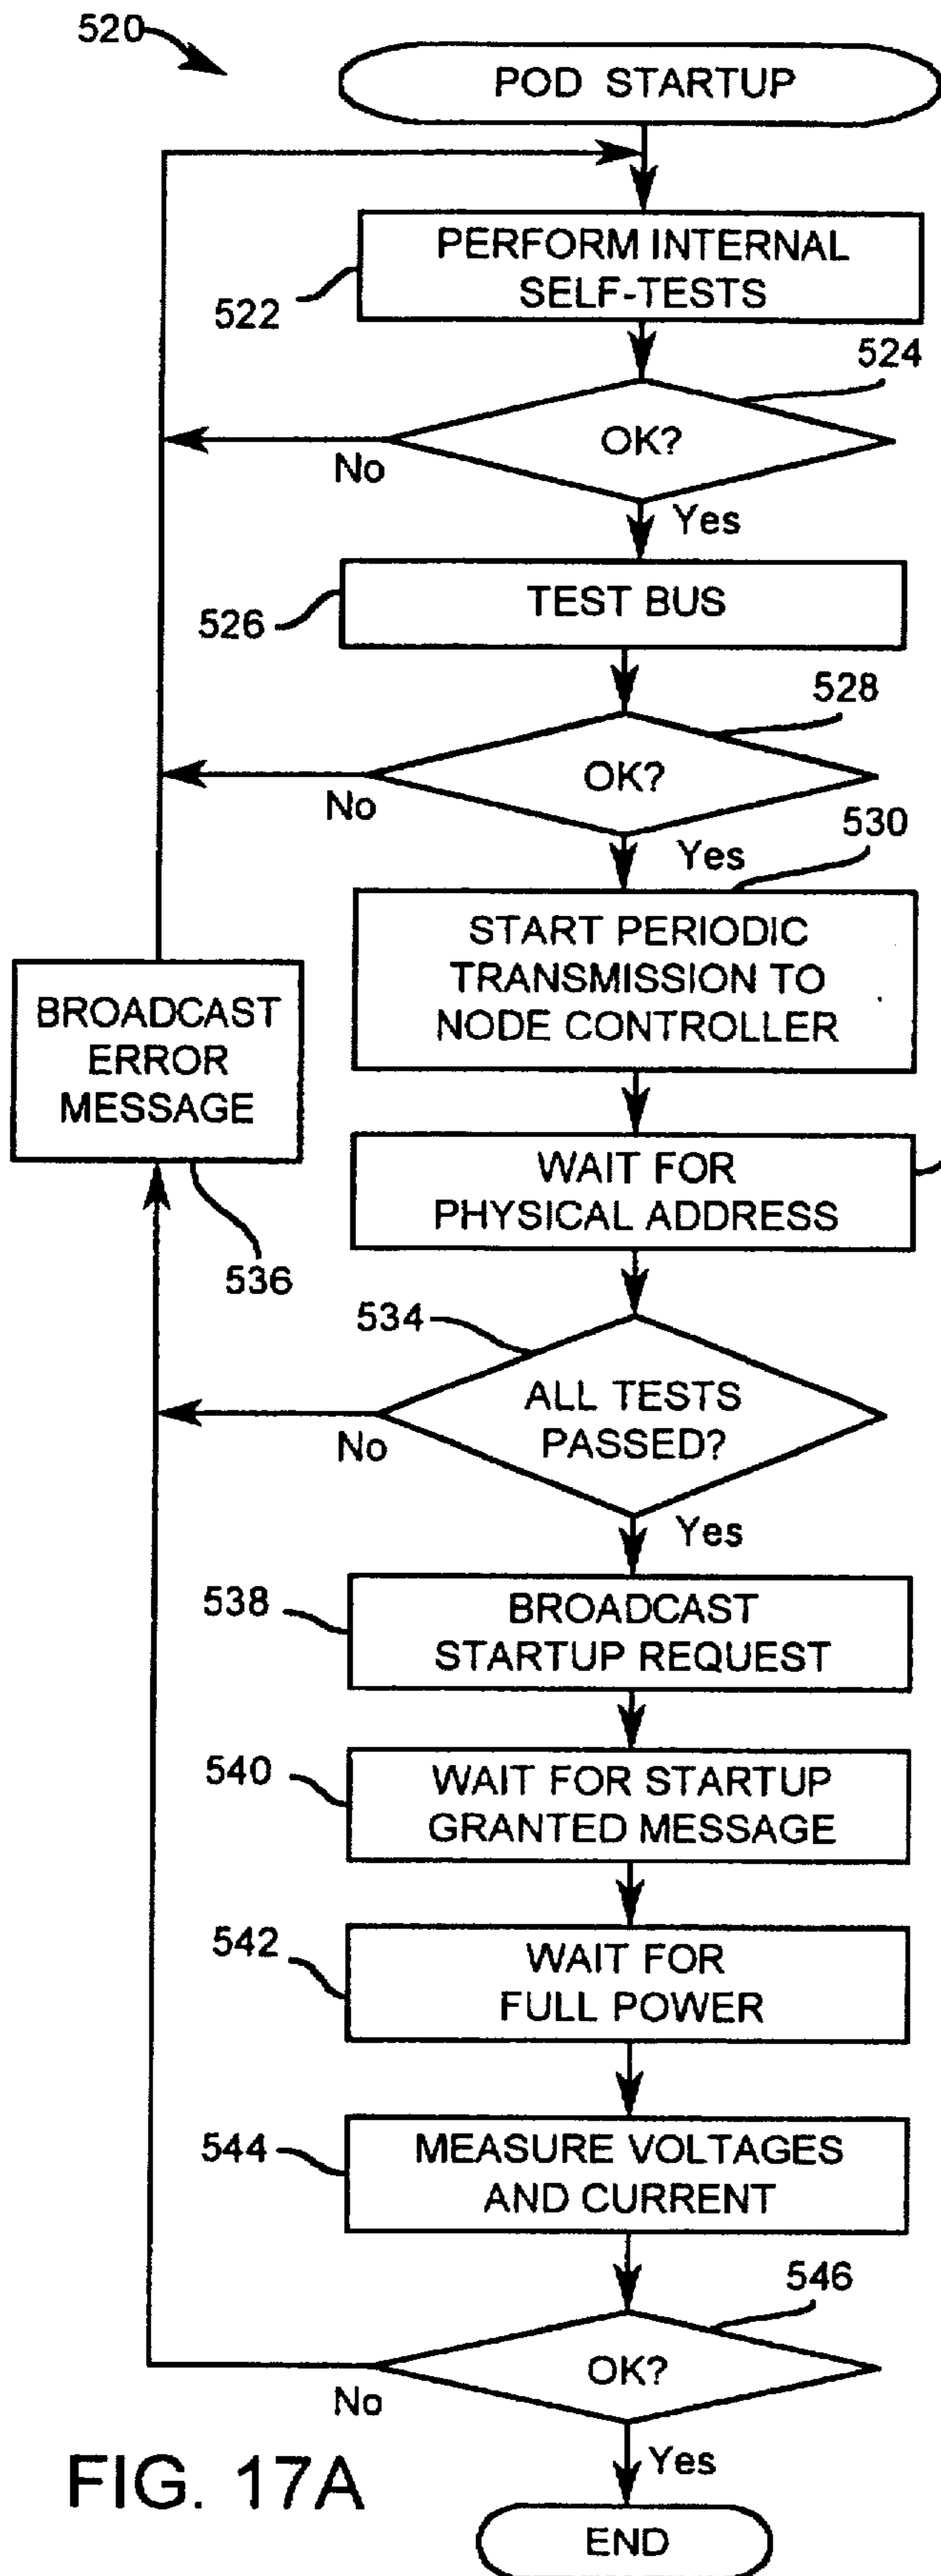 520
POD STARTUP
PERFORM INTERNAL
SELF-TESTS
522
524
OK?
No
Yes
TEST BUS
526
528
OK?
No
Yes
530
START PERIODIC
TRANSMISSION TO
NODE CONTROLLER
BROADCAST
ERROR
MESSAGE
536
WAIT FOR
PHYSICAL ADDRESS
534
ALL TESTS
PASSED?
No
Yes
538
BROADCAST
STARTUP REQUEST
540
WAIT FOR STARTUP
GRANTED MESSAGE
542
WAIT FOR
FULL POWER
544
MEASURE VOLTAGES
AND CURRENT
546
OK?
No
Yes
FIG. 17A
END